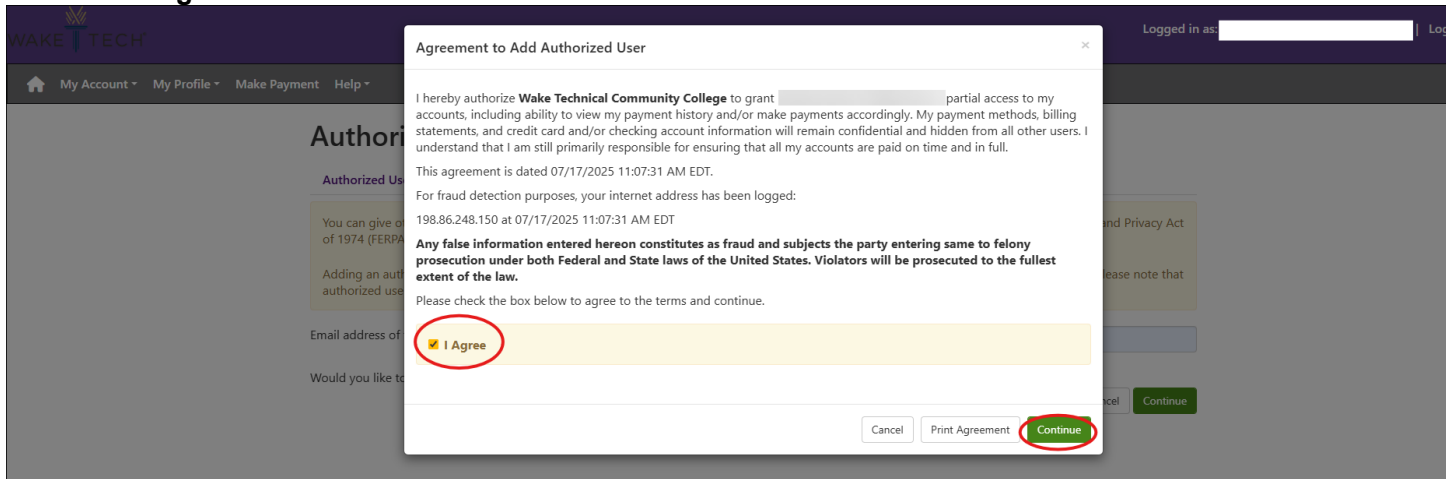 WAKE TECH
Logged in as: | Log
My Account My Profile Make Payment Help
Agreement to Add Authorized User ×
I hereby authorize Wake Technical Community College to grant partial access to my
accounts, including ability to view my payment history and/or make payments accordingly. My payment methods, billing
statements, and credit card and/or checking account information will remain confidential and hidden from all other users. I
understand that I am still primarily responsible for ensuring that all my accounts are paid on time and in full.
This agreement is dated 07/17/2025 11:07:31 AM EDT.
For fraud detection purposes, your internet address has been logged:
198.86.248.150 at 07/17/2025 11:07:31 AM EDT
Any false information entered hereon constitutes as fraud and subjects the party entering same to felony
prosecution under both Federal and State laws of the United States. Violators will be prosecuted to the fullest
extent of the law.
Please check the box below to agree to the terms and continue.
I Agree
Cancel Print Agreement Continue
Authori
Authorized Us
You can give o and Privacy Act
of 1974 (FERPA
Adding an auth lease note that
authorized use
Email address of
Would you like to
ncel Continue